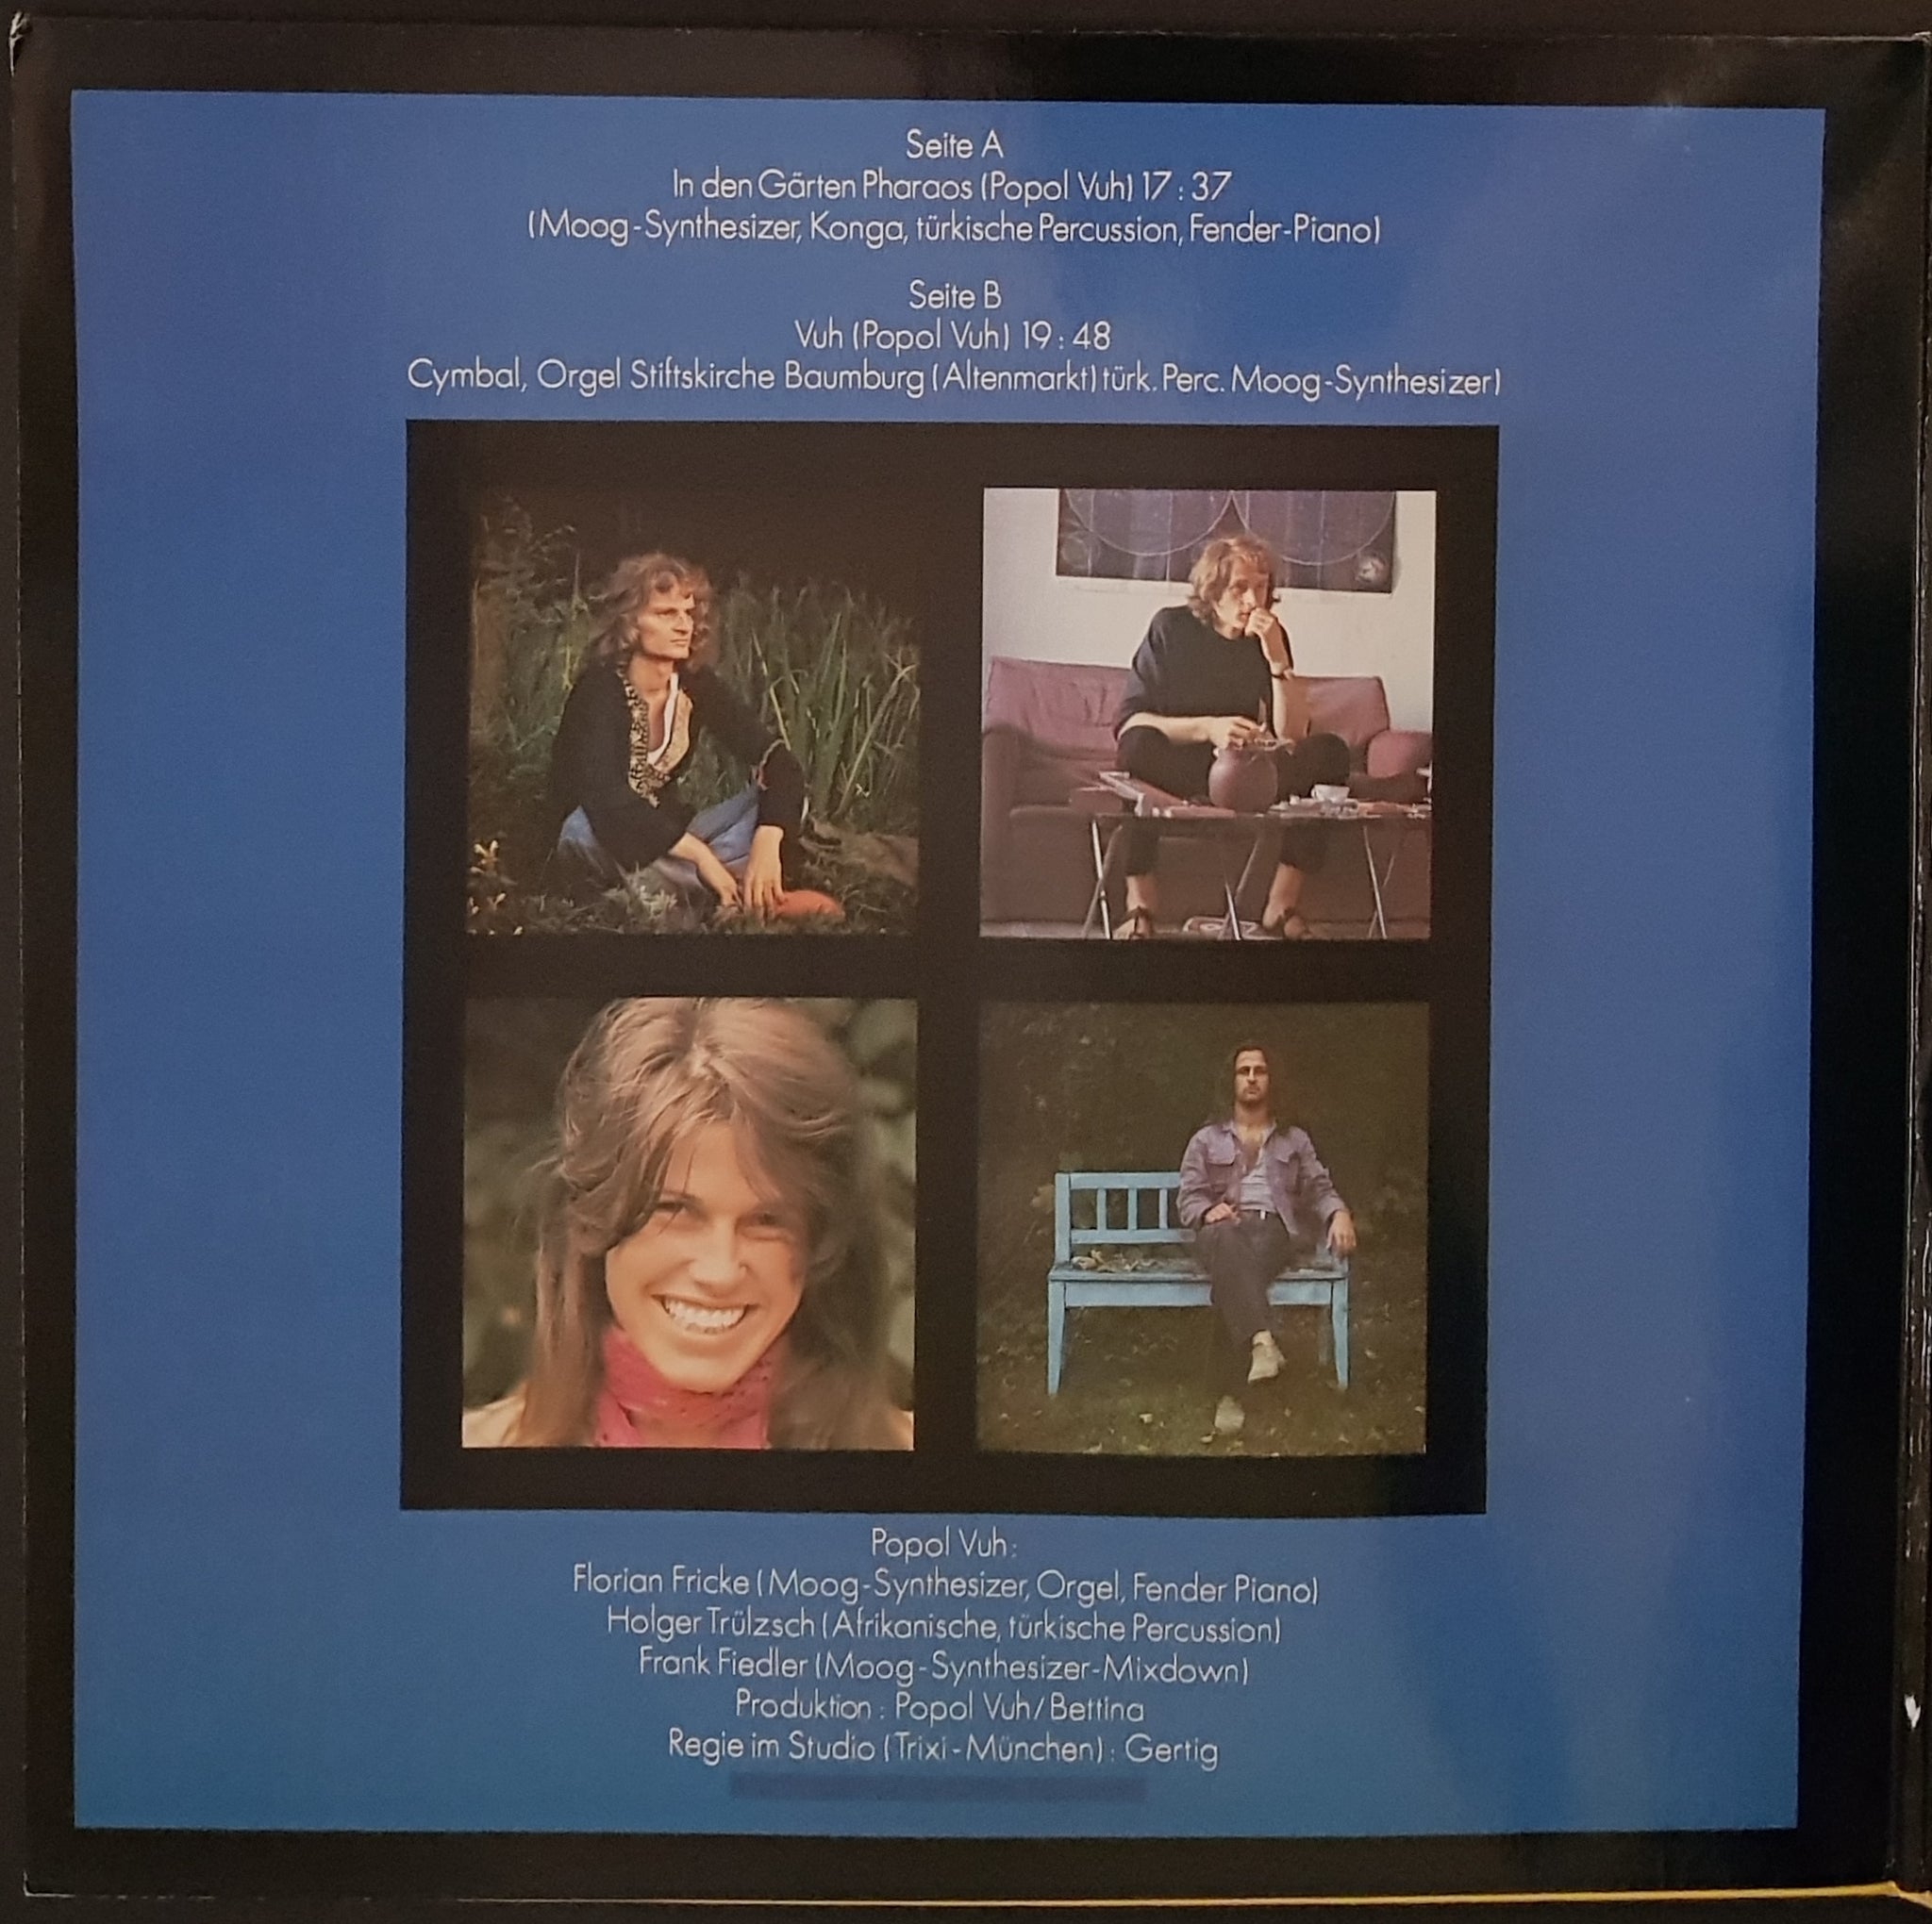 Seite A
In den Gärten Pharaos (Popol Vuh) 17:37
(Moog-Synthesizer, Konga, türkische Percussion, Fender-Piano)
Seite B
Vuh (Popol Vuh) 19:48
Cymbal, Orgel Stiftskirche Baumburg (Altenmarkt) türk. Perc. Moog-Synthesizer)
Popol Vuh:
Florian Fricke (Moog-Synthesizer, Orgel, Fender Piano)
Holger Trülzsch (Afrikanische, türkische Percussion)
Frank Fiedler (Moog-Synthesizer-Mixdown)
Produktion: Popol Vuh/Bettina
Regie im Studio (Trixi-München): Gertig